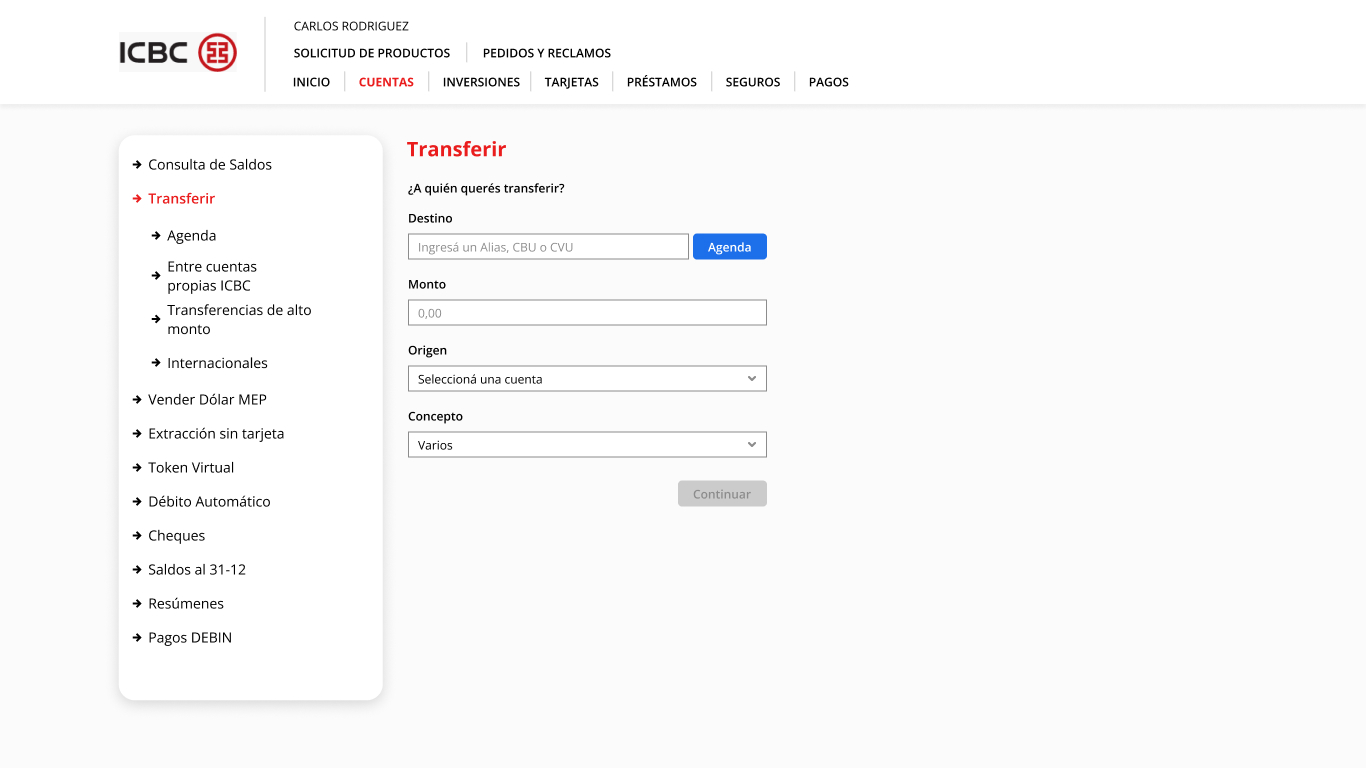 ICBC
CARLOS RODRIGUEZ
SOLICITUD DE PRODUCTOS
PEDIDOS Y RECLAMOS
INICIO
CUENTAS
INVERSIONES
TARJETAS
PRÉSTAMOS
SEGUROS
PAGOS
Consulta de Saldos
Transferir
Agenda
Entre cuentas
propias ICBC
Transferencias de alto
monto
Internacionales
Vender Dólar MEP
Extracción sin tarjeta
Token Virtual
Débito Automático
Cheques
Saldos al 31-12
Resúmenes
Pagos DEBIN
Transferir
¿A quién querés transferir?
Destino
Ingresá un Alias, CBU o CVU
Agenda
Monto
0,00
Origen
Seleccioná una cuenta
Concepto
Varios
Continuar